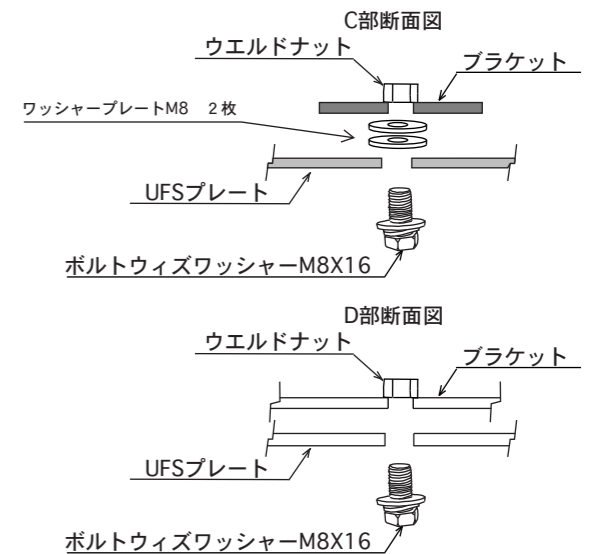 C部断面図
ウエルドナット
ブラケット
ワッシャープレートM8 2枚
UFSプレート
ボルトウィズワッシャーM8X16
D部断面図
ウエルドナット
ブラケット
UFSプレート
ボルトウィズワッシャーM8X16